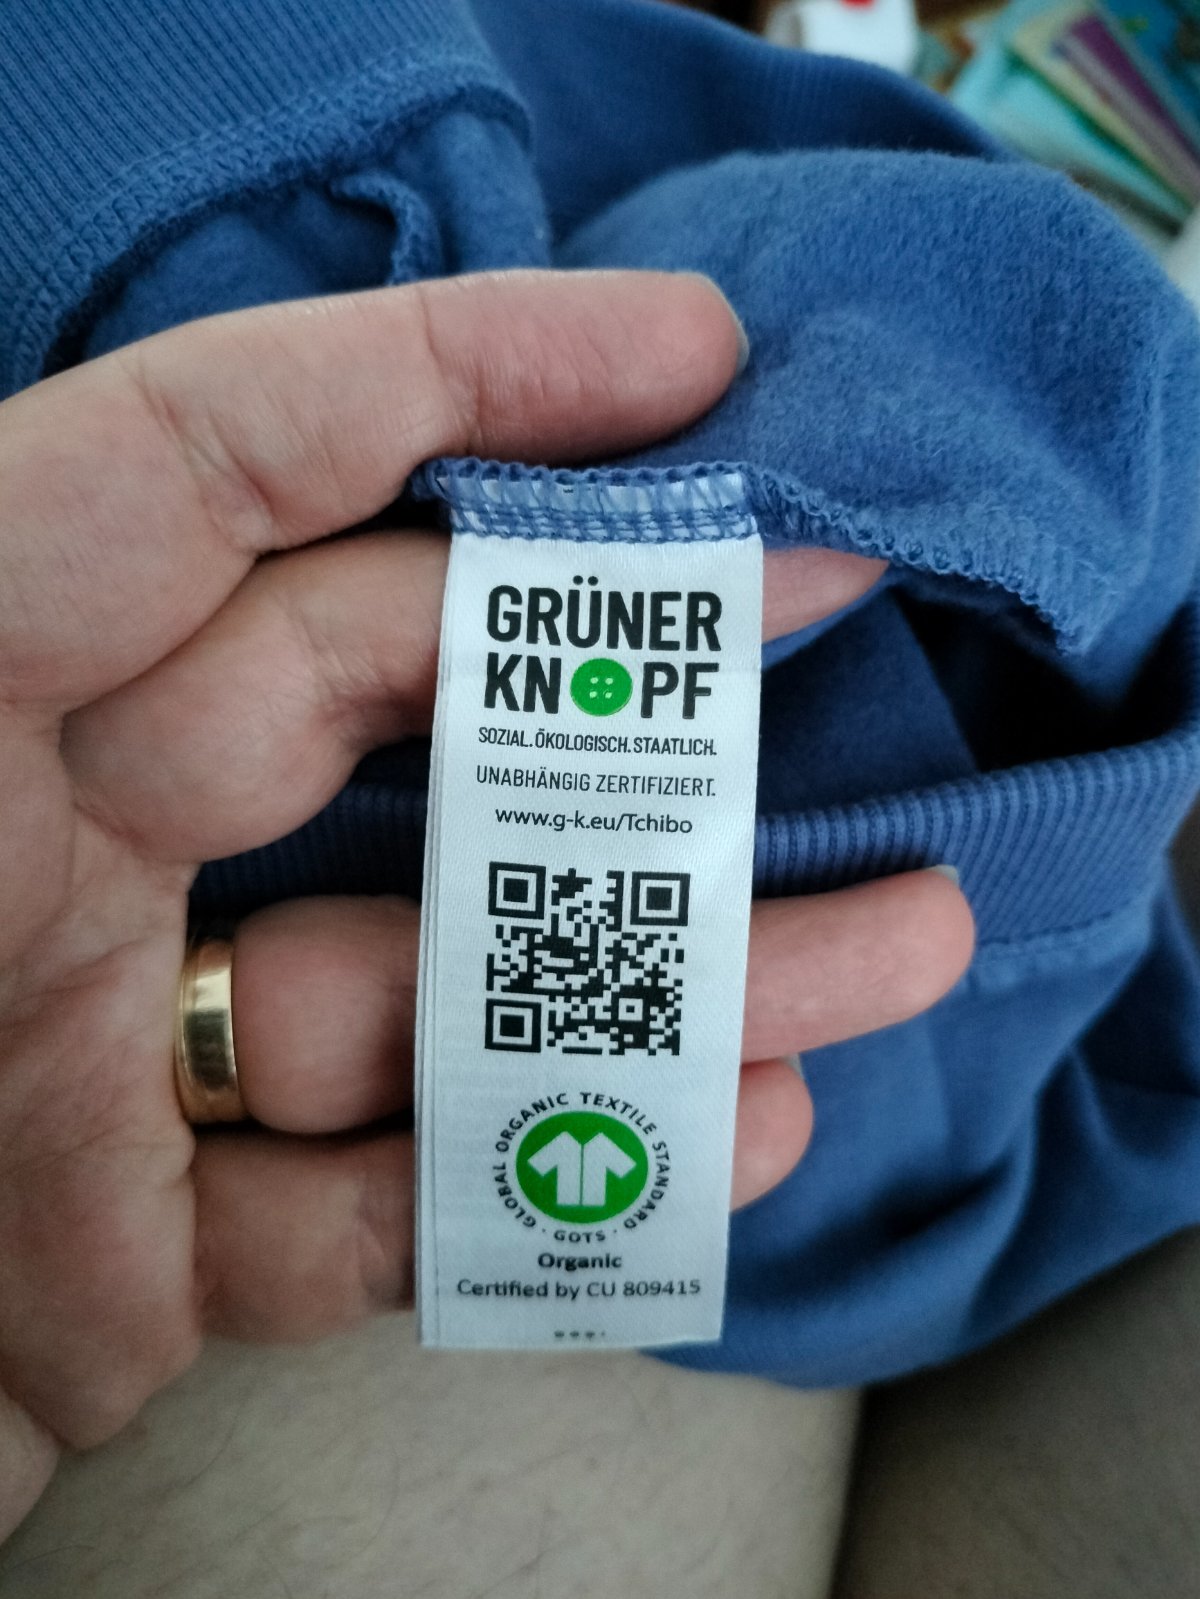 GRÜNER
KNOPF
SOZIAL. ÖKOLOGISCH. STAATLICH.
UNABHÄNGIG ZERTIFIZIERT.
www.g-k.eu/Tchibo
GLOBAL ORGANIC TEXTILE STANDARD · GOTS ·
Organic
Certified by CU 809415